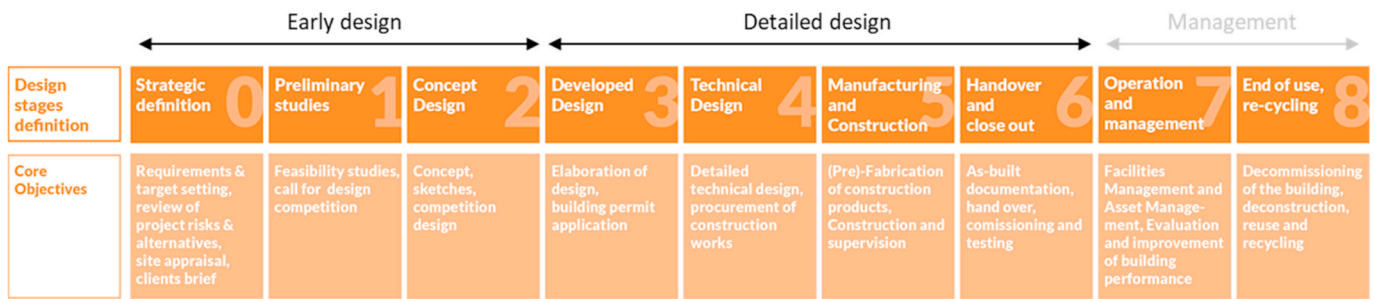 Early design
Detailed design
Management
Design
stages
definition
Strategic
definition
0
Preliminary
studies
1
Concept
Design
2
Developed
Design
3
Technical
Design
4
Manufacturing
and
Construction
5
Handover
and
close out
6
Operation
and
management
7
End of use,
re-cycling
8
Core
Objectives
Requirements &
target setting,
review of
project risks &
alternatives,
site appraisal,
clients brief
Feasibility studies,
call for design
competition
Concept,
sketches,
competition
design
Elaboration of
design,
building permit
application
Detailed
technical design,
procurement of
construction
works
(Pre)-Fabrication
of construction
products,
Construction and
supervision
As-built
documentation,
hand over,
comissioning and
testing
Facilities
Management and
Asset Manage-
ment, Evaluation
and improvement
of building
performance
Decommissioning
of the building,
deconstruction,
reuse and
recycling